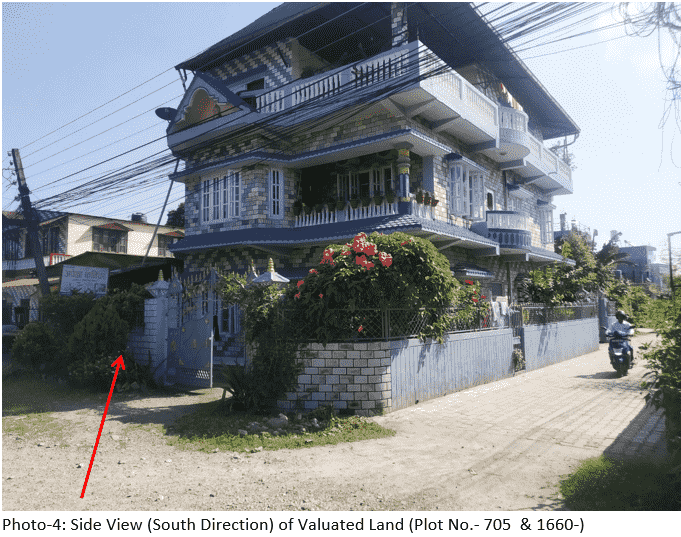 Photo-4: Side View (South Direction) of Valuated Land (Plot No.- 705 & 1660-)